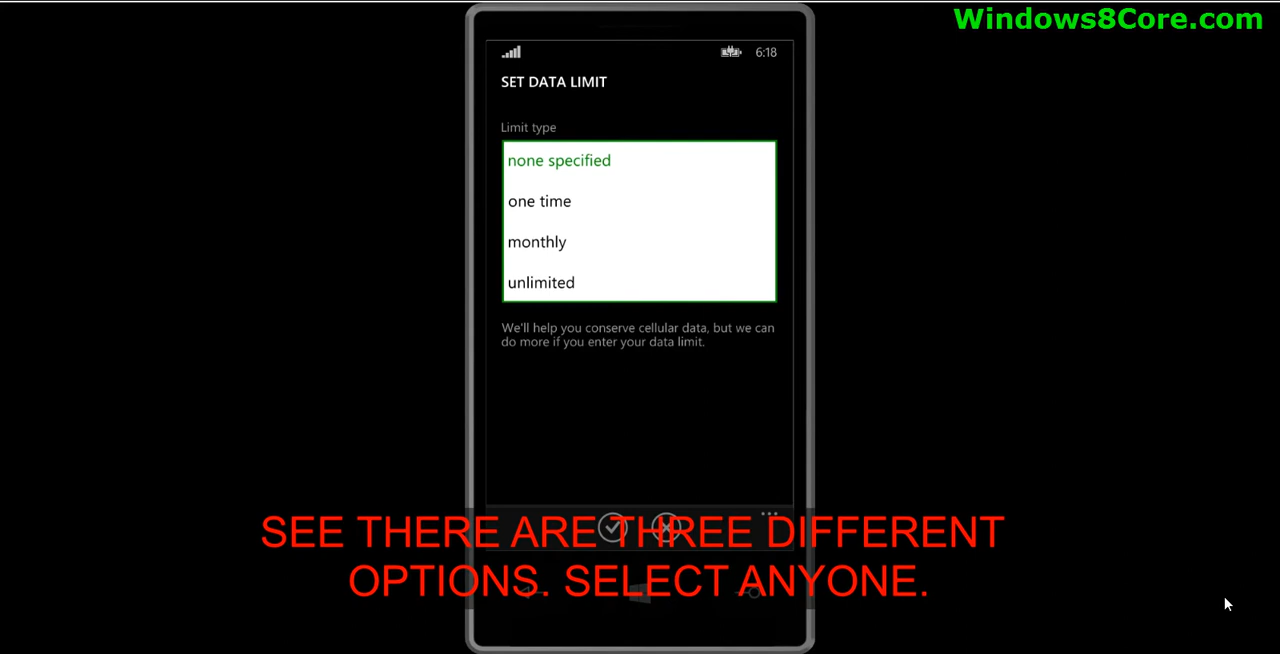 Windows8Core.com
6:18
SET DATA LIMIT
Limit type
none specified
one time
monthly
unlimited
We'll help you conserve cellular data, but we can
do more if you enter your data limit.
SEE THERE ARE THREE DIFFERENT
OPTIONS. SELECT ANYONE.